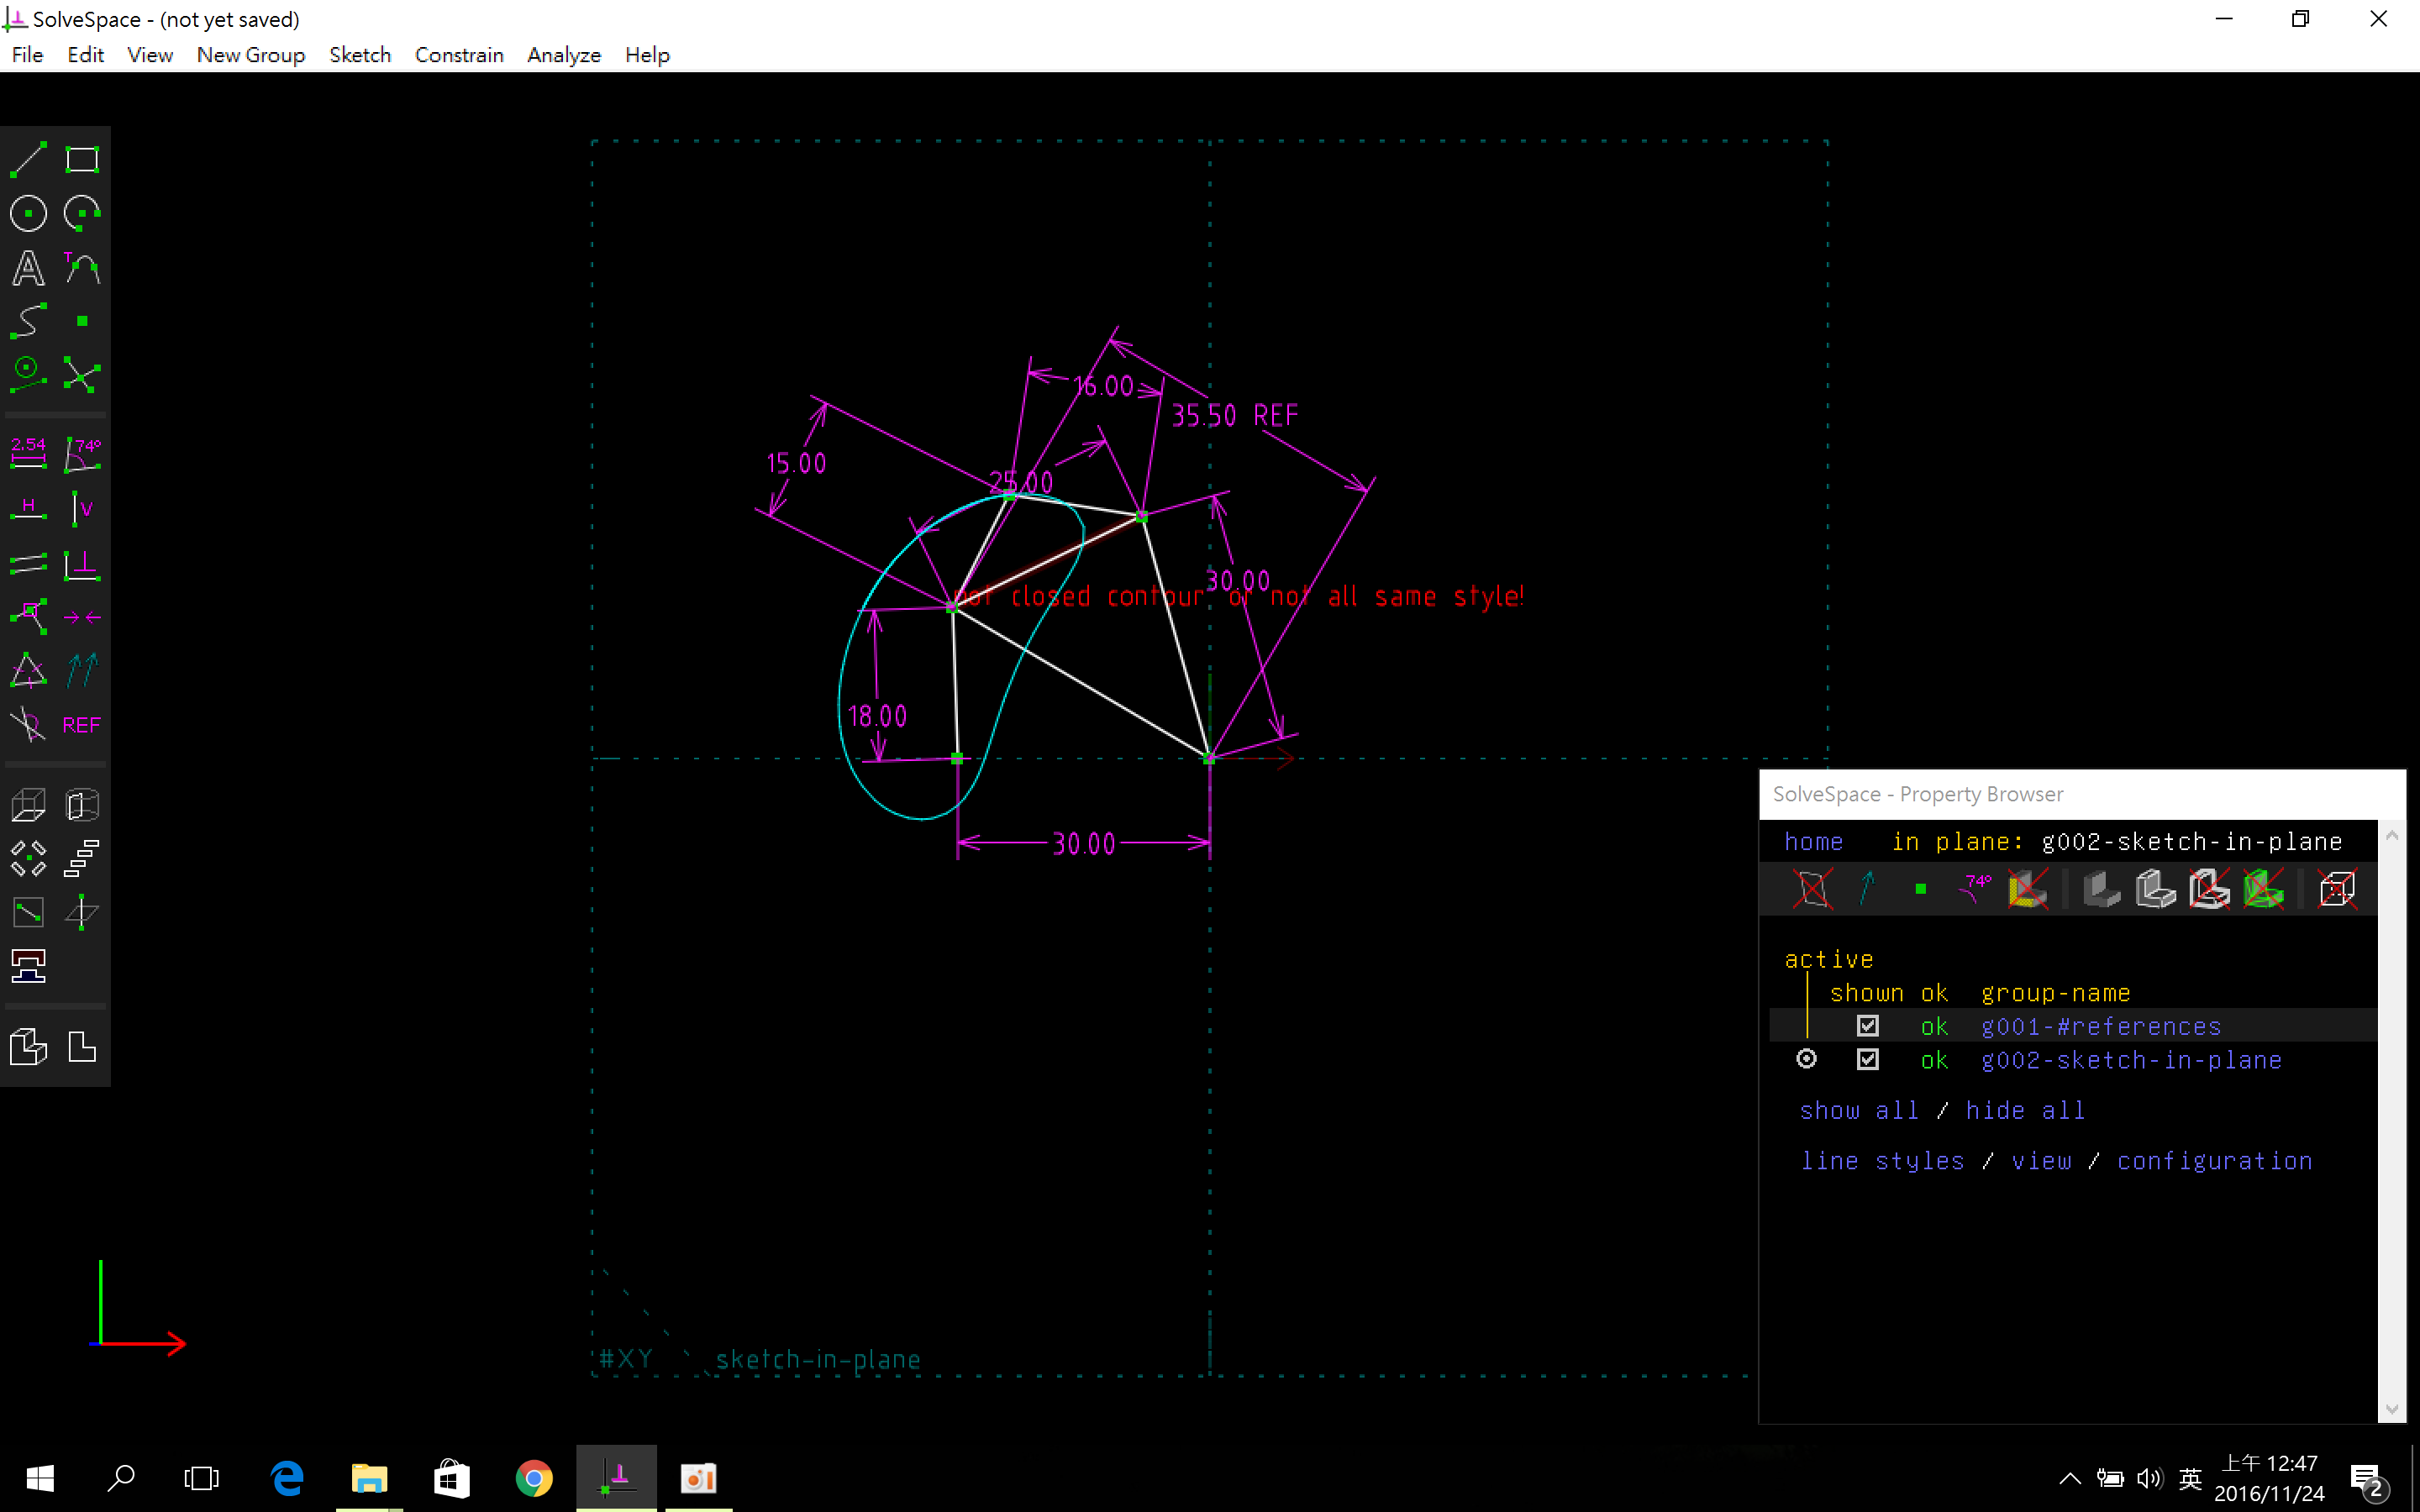 SolveSpace - (not yet saved)
File Edit View New Group Sketch Constrain Analyze Help
A T
2.54 74º
H V
REF
16.00
35.50 REF
15.00
25.00
30.00
not closed contour or not all same style!
18.00
30.00
#XY sketch-in-plane
SolveSpace - Property Browser
home in plane: g002-sketch-in-plane
74º
active
shown ok group-name
ok g001-#references
ok g002-sketch-in-plane
show all / hide all
line styles / view / configuration
上午 12:47
英
2016/11/24
2